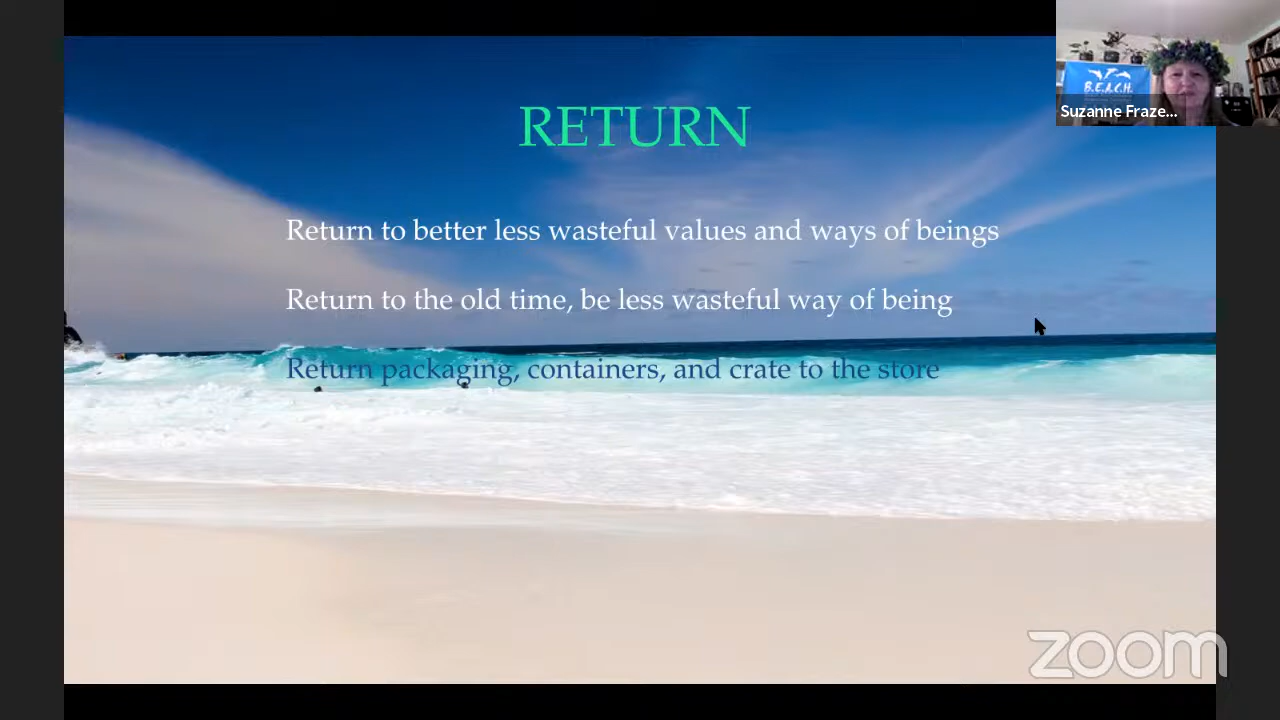 RETURN
Return to better less wasteful values and ways of beings
Return to the old time, be less wasteful way of being
Return packaging, containers, and crate to the store
B.E.A.C.H.
Suzanne Fraze...
zoom